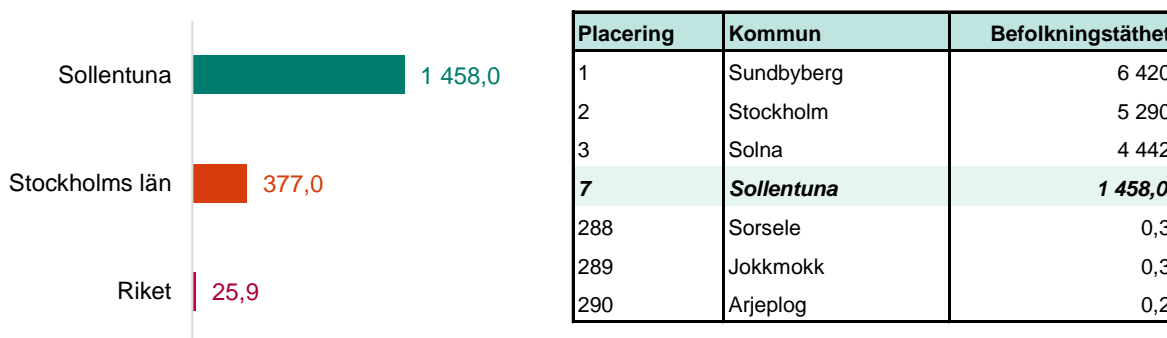 Sollentuna 1 458,0
Stockholms län 377,0
Riket 25,9
Placering Kommun Befolkningstäthet
1 Sundbyberg 6 420
2 Stockholm 5 290
3 Solna 4 442
7 Sollentuna 1 458,0
288 Sorsele 0,3
289 Jokkmokk 0,3
290 Arjeplog 0,2